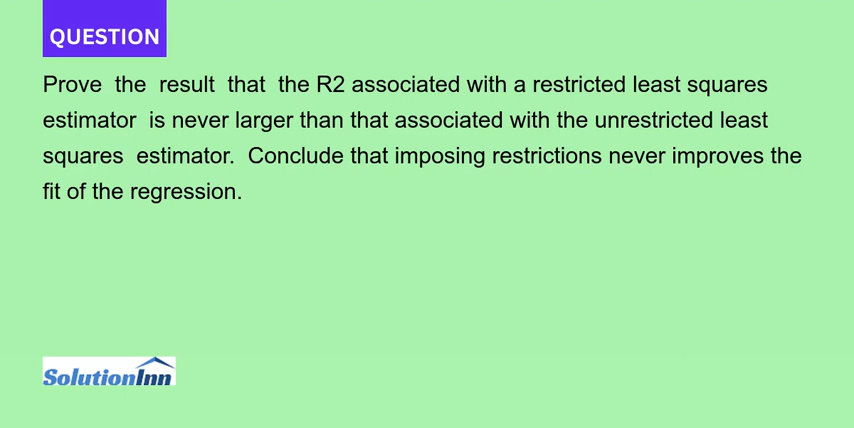 QUESTION
Prove the result that the R2 associated with a restricted least squares
estimator is never larger than that associated with the unrestricted least
squares estimator. Conclude that imposing restrictions never improves the
fit of the regression.
SolutionInn